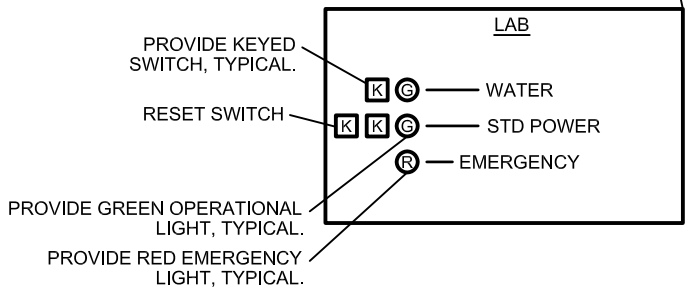 LAB
PROVIDE KEYED
SWITCH, TYPICAL.
K G WATER
RESET SWITCH K K G STD POWER
R EMERGENCY
PROVIDE GREEN OPERATIONAL
LIGHT, TYPICAL.
PROVIDE RED EMERGENCY
LIGHT, TYPICAL.